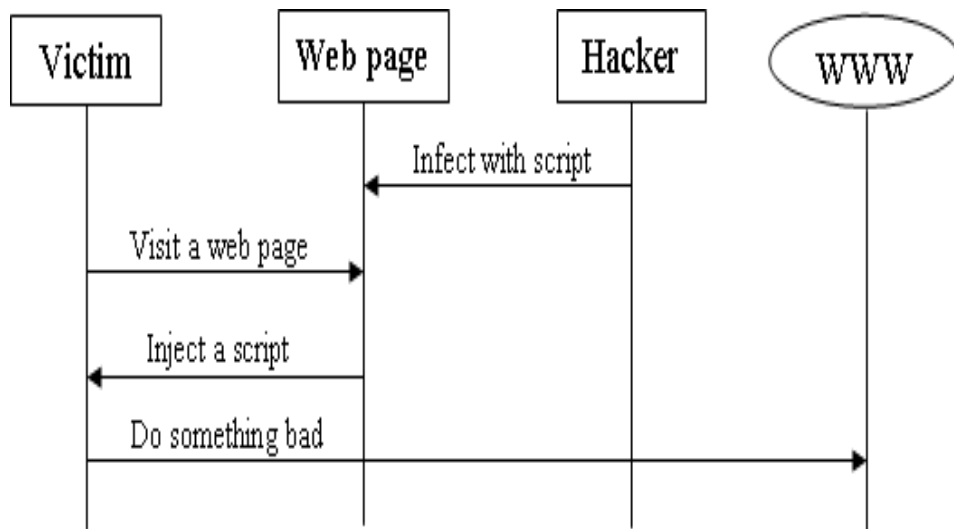 Victim
Web page
Hacker
WWW
Infect with script
Visit a web page
Inject a script
Do something bad